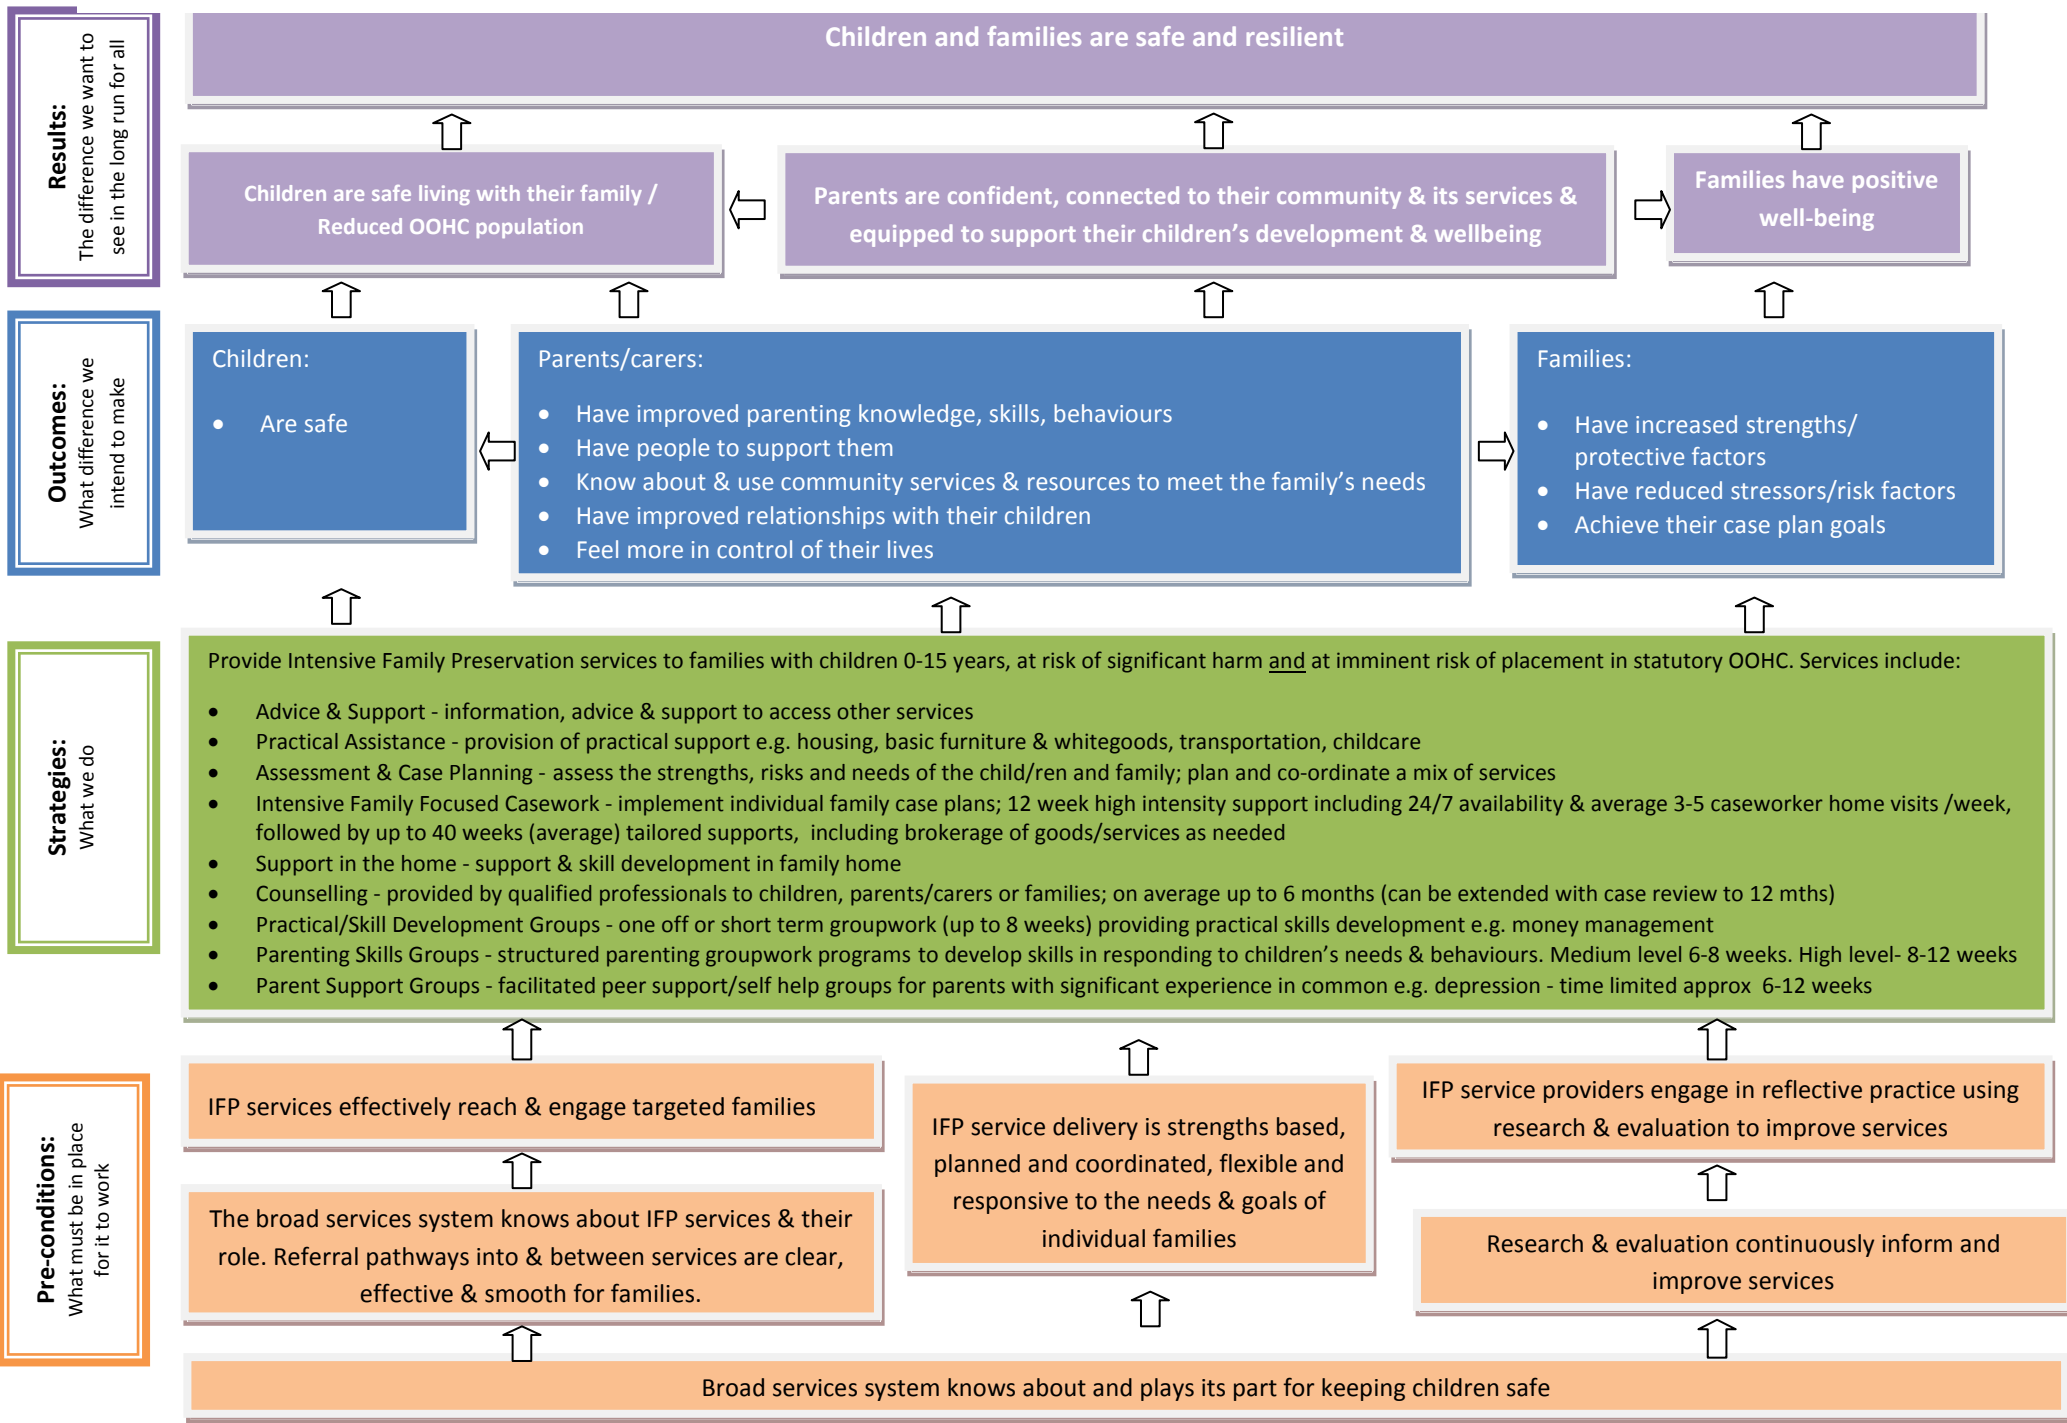 Results:
The difference we want to
see in the long run for all
Children and families are safe and resilient
Children are safe living with their family /
Reduced OOHC population
Parents are confident, connected to their community & its services &
equipped to support their children’s development & wellbeing
Families have positive
well-being
Outcomes:
What difference we
intend to make
Children:
• Are safe
Parents/carers:
• Have improved parenting knowledge, skills, behaviours
• Have people to support them
• Know about & use community services & resources to meet the family’s needs
• Have improved relationships with their children
• Feel more in control of their lives
Families:
• Have increased strengths/
protective factors
• Have reduced stressors/risk factors
• Achieve their case plan goals
Strategies:
What we do
Provide Intensive Family Preservation services to families with children 0-15 years, at risk of significant harm and at imminent risk of placement in statutory OOHC. Services include:
• Advice & Support - information, advice & support to access other services
• Practical Assistance - provision of practical support e.g. housing, basic furniture & whitegoods, transportation, childcare
• Assessment & Case Planning - assess the strengths, risks and needs of the child/ren and family; plan and co-ordinate a mix of services
• Intensive Family Focused Casework - implement individual family case plans; 12 week high intensity support including 24/7 availability & average 3-5 caseworker home visits /week,
followed by up to 40 weeks (average) tailored supports, including brokerage of goods/services as needed
• Support in the home - support & skill development in family home
• Counselling - provided by qualified professionals to children, parents/carers or families; on average up to 6 months (can be extended with case review to 12 mths)
• Practical/Skill Development Groups - one off or short term groupwork (up to 8 weeks) providing practical skills development e.g. money management
• Parenting Skills Groups - structured parenting groupwork programs to develop skills in responding to children’s needs & behaviours. Medium level 6-8 weeks. High level- 8-12 weeks
• Parent Support Groups - facilitated peer support/self help groups for parents with significant experience in common e.g. depression - time limited approx 6-12 weeks
Pre-conditions:
What must be in place
for it to work
IFP services effectively reach & engage targeted families
The broad services system knows about IFP services & their
role. Referral pathways into & between services are clear,
effective & smooth for families.
IFP service delivery is strengths based,
planned and coordinated, flexible and
responsive to the needs & goals of
individual families
IFP service providers engage in reflective practice using
research & evaluation to improve services
Research & evaluation continuously inform and
improve services
Broad services system knows about and plays its part for keeping children safe